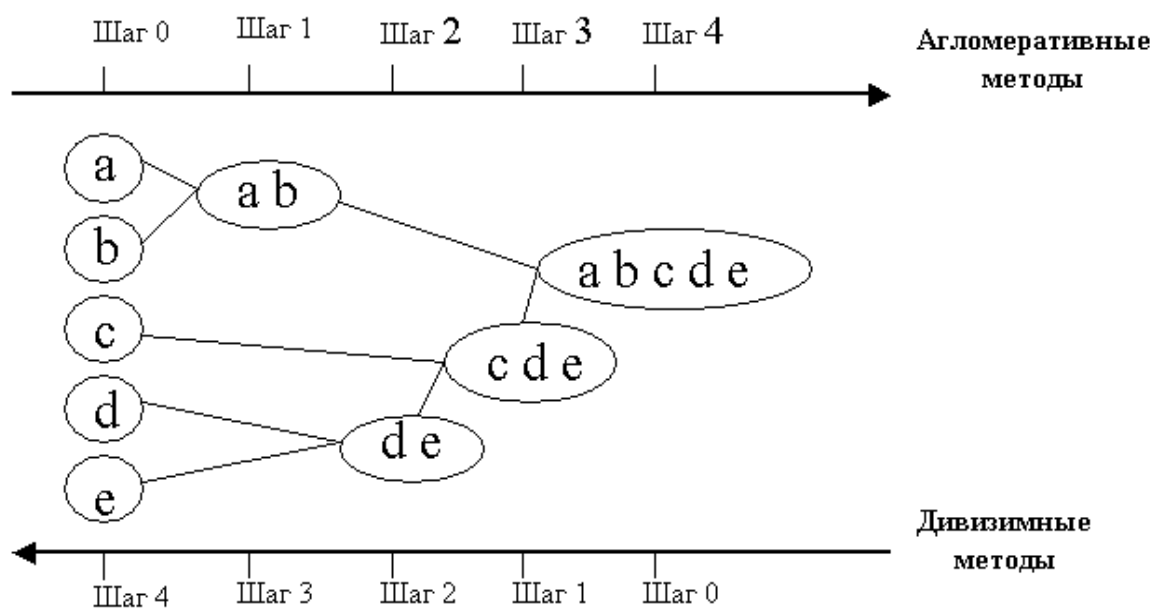 Шаг 0 Шаг 1 Шаг 2 Шаг 3 Шаг 4
Агломеративные
методы
a
a b
b
a b c d e
c
c d e
d
d e
e
Дивизимные
методы
Шаг 4 Шаг 3 Шаг 2 Шаг 1 Шаг 0